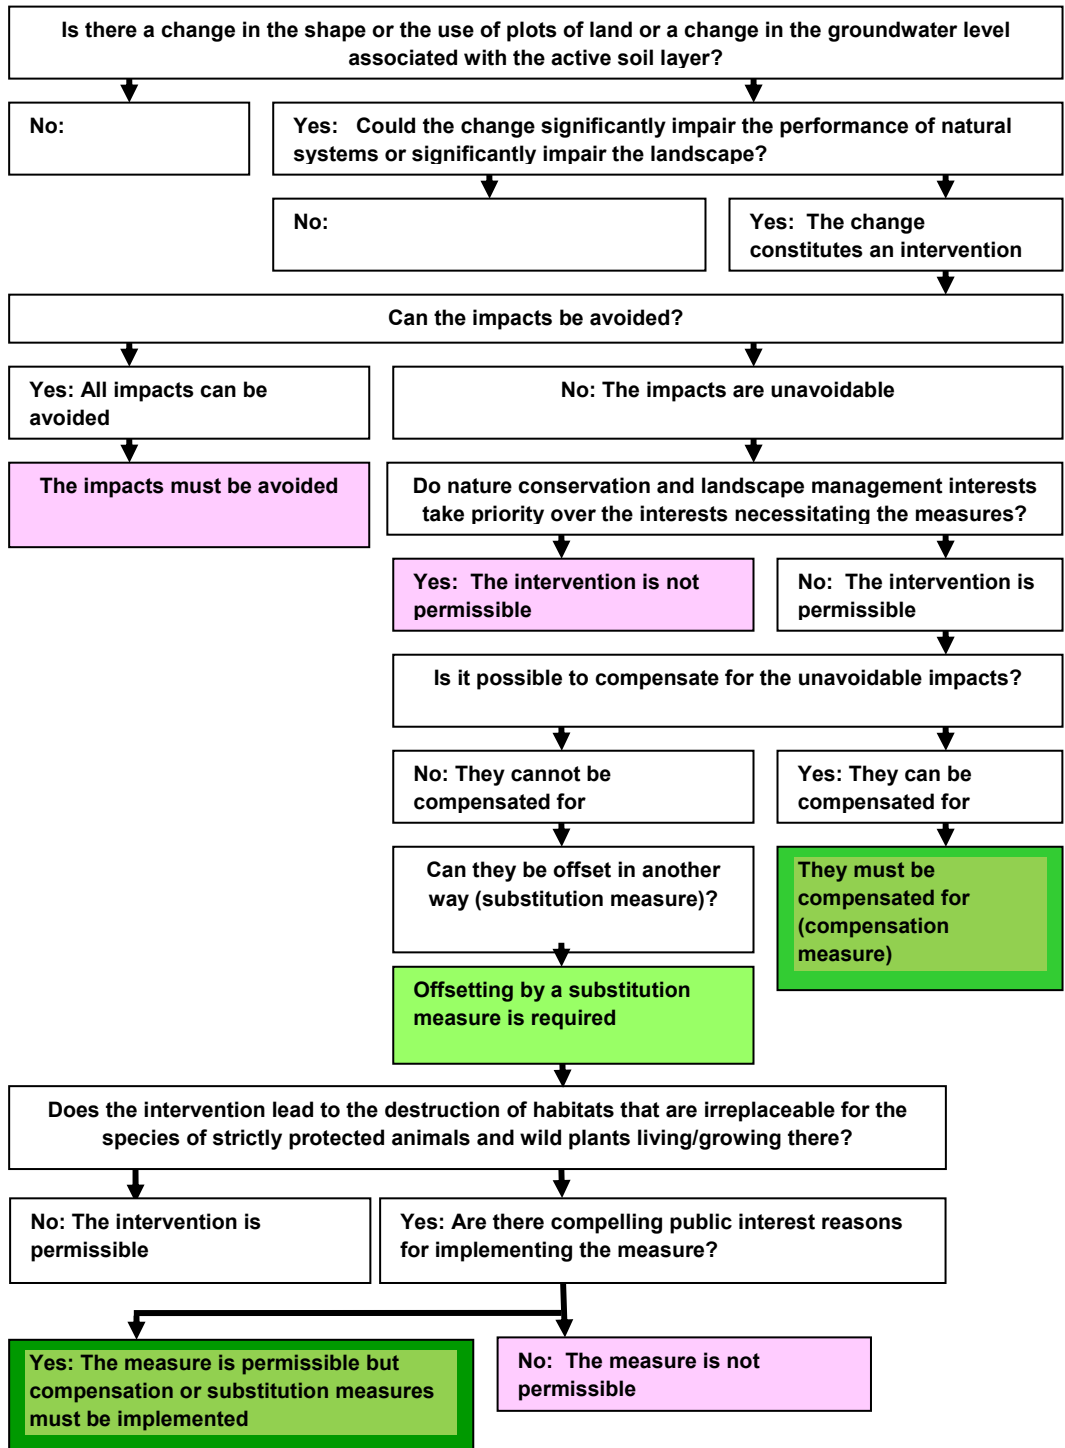 Is there a change in the shape or the use of plots of land or a change in the groundwater level
associated with the active soil layer?
No:
Yes: Could the change significantly impair the performance of natural
systems or significantly impair the landscape?
No:
Yes: The change
constitutes an intervention
Can the impacts be avoided?
Yes: All impacts can be
avoided
No: The impacts are unavoidable
The impacts must be avoided
Do nature conservation and landscape management interests
take priority over the interests necessitating the measures?
Yes: The intervention is not
permissible
No: The intervention is
permissible
Is it possible to compensate for the unavoidable impacts?
No: They cannot be
compensated for
Yes: They can be
compensated for
Can they be offset in another
way (substitution measure)?
They must be
compensated for
(compensation
measure)
Offsetting by a substitution
measure is required
Does the intervention lead to the destruction of habitats that are irreplaceable for the
species of strictly protected animals and wild plants living/growing there?
No: The intervention is
permissible
Yes: Are there compelling public interest reasons
for implementing the measure?
Yes: The measure is permissible but
compensation or substitution measures
must be implemented
No: The measure is not
permissible